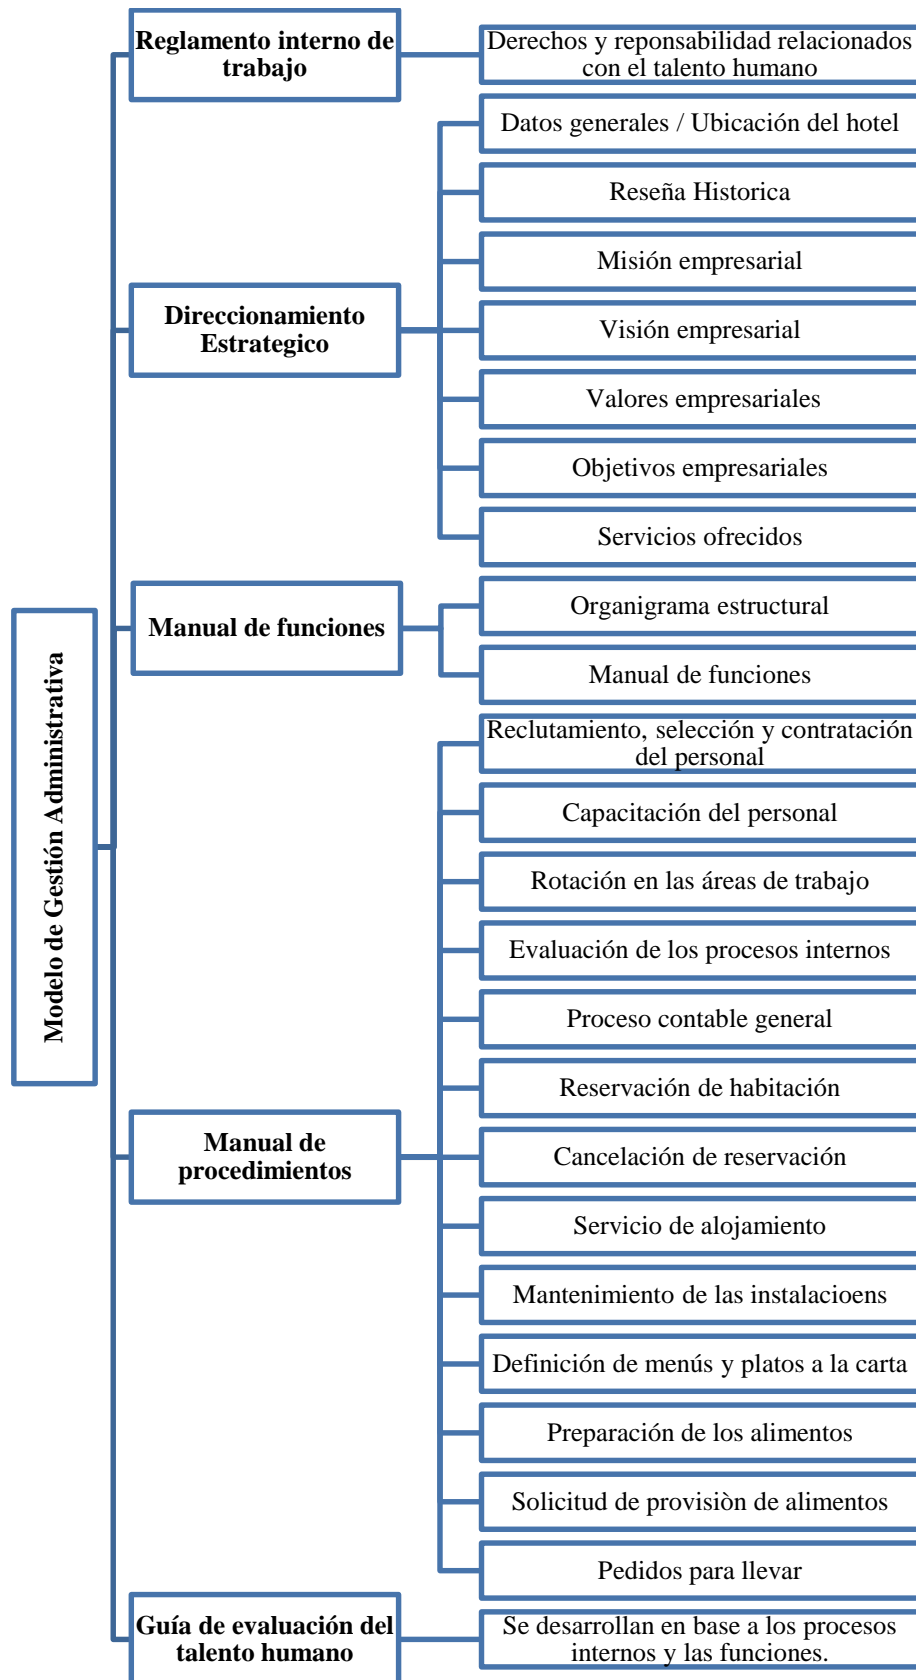 Modelo de Gestión Administrativa
Reglamento interno de
trabajo
Derechos y reponsabilidad relacionados
con el talento humano
Direccionamiento
Estrategico
Datos generales / Ubicación del hotel
Reseña Historica
Misión empresarial
Visión empresarial
Valores empresariales
Objetivos empresariales
Servicios ofrecidos
Manual de funciones
Organigrama estructural
Manual de funciones
Manual de
procedimientos
Reclutamiento, selección y contratación
del personal
Capacitación del personal
Rotación en las áreas de trabajo
Evaluación de los procesos internos
Proceso contable general
Reservación de habitación
Cancelación de reservación
Servicio de alojamiento
Mantenimiento de las instalacioens
Definición de menús y platos a la carta
Preparación de los alimentos
Solicitud de provisiòn de alimentos
Pedidos para llevar
Guía de evaluación del
talento humano
Se desarrollan en base a los procesos
internos y las funciones.